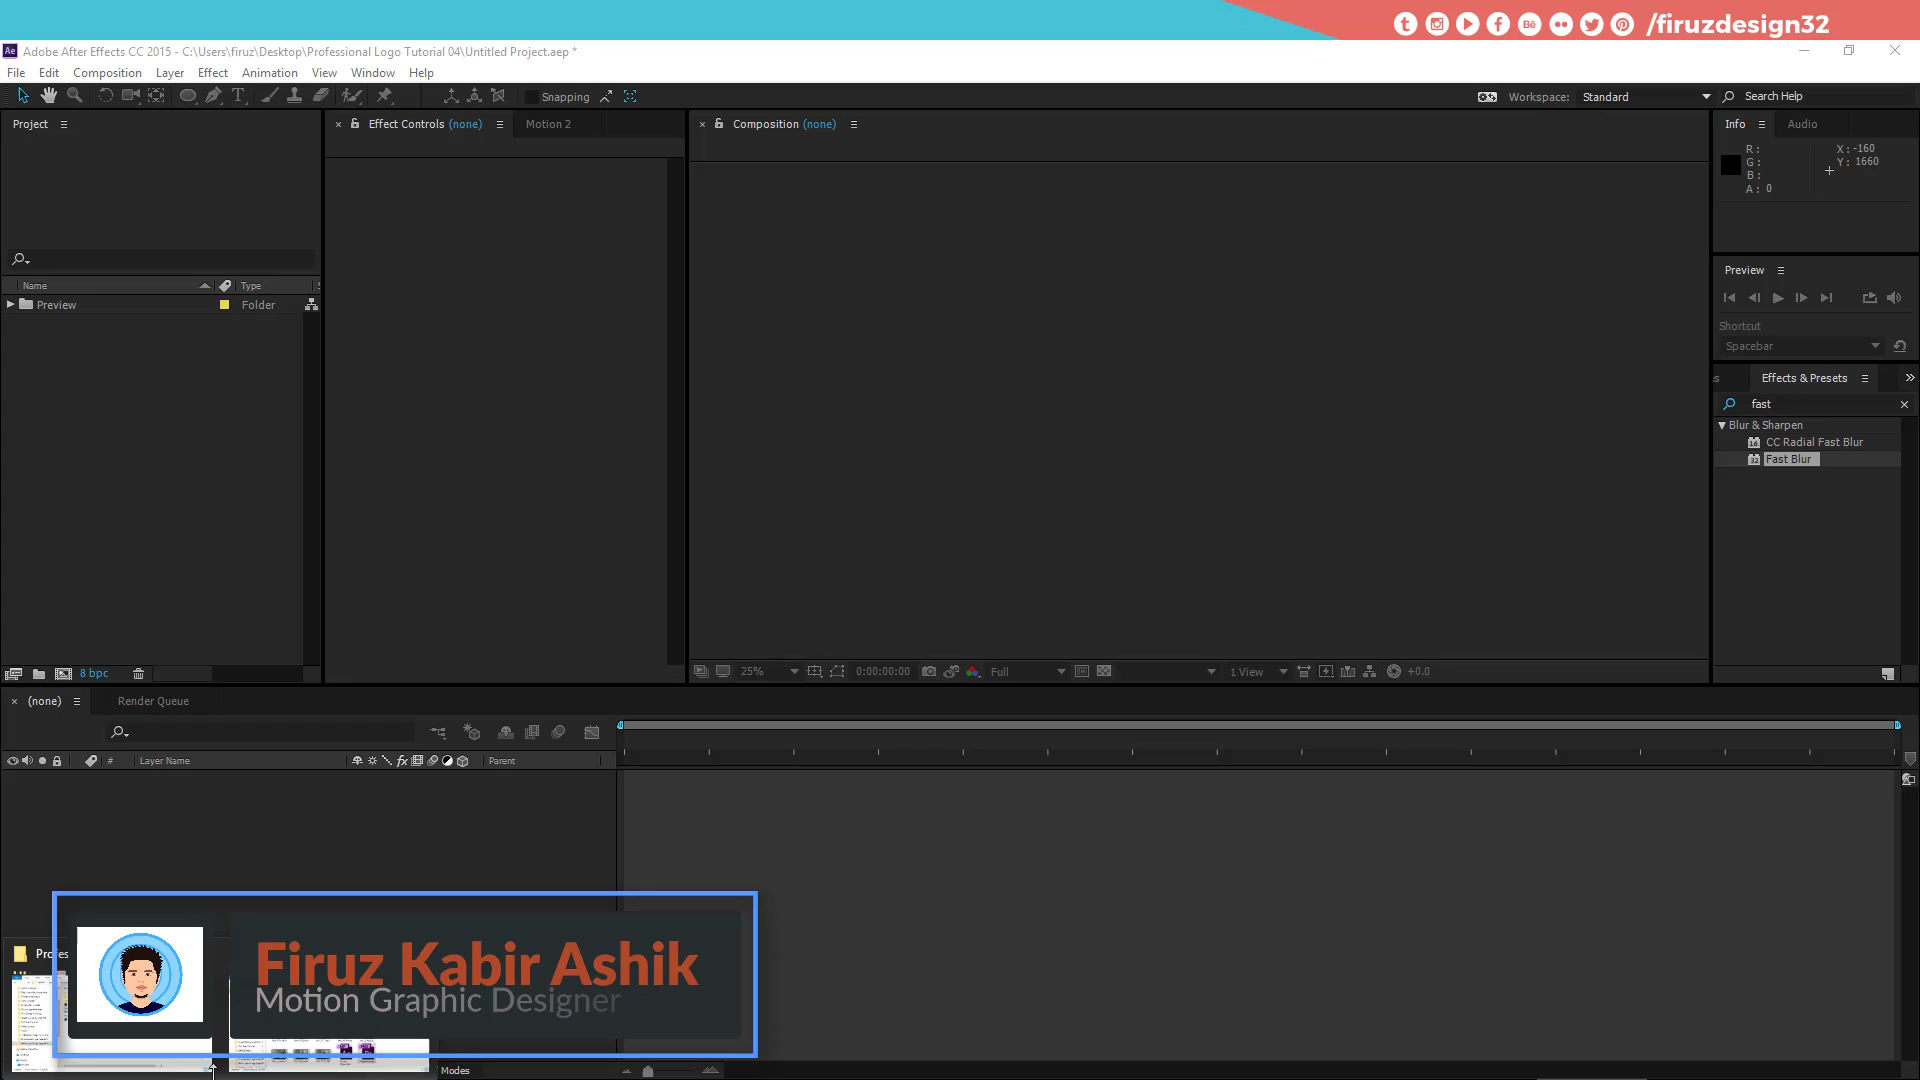 /firuzdesign32
Ae Adobe After Effects CC 2015 - C:\Users\firuz\Desktop\Professional Logo Tutorial 04\Untitled Project.aep *
File Edit Composition Layer Effect Animation View Window Help
Snapping
Workspace: Standard
Search Help
Project
Effect Controls (none)
Motion 2
Composition (none)
Info Audio
R :
G :
B :
A : 0
X : -160
Y : 1660
Name Type
Preview Folder
Preview
Shortcut
Spacebar
Effects & Presets
fast
Blur & Sharpen
CC Radial Fast Blur
Fast Blur
8 bpc
25% 0:00:00:00 Full 1 View +0.0
(none) Render Queue
# Layer Name fx Parent
Profes
Firuz Kabir Ashik
Motion Graphic Designer
Modes